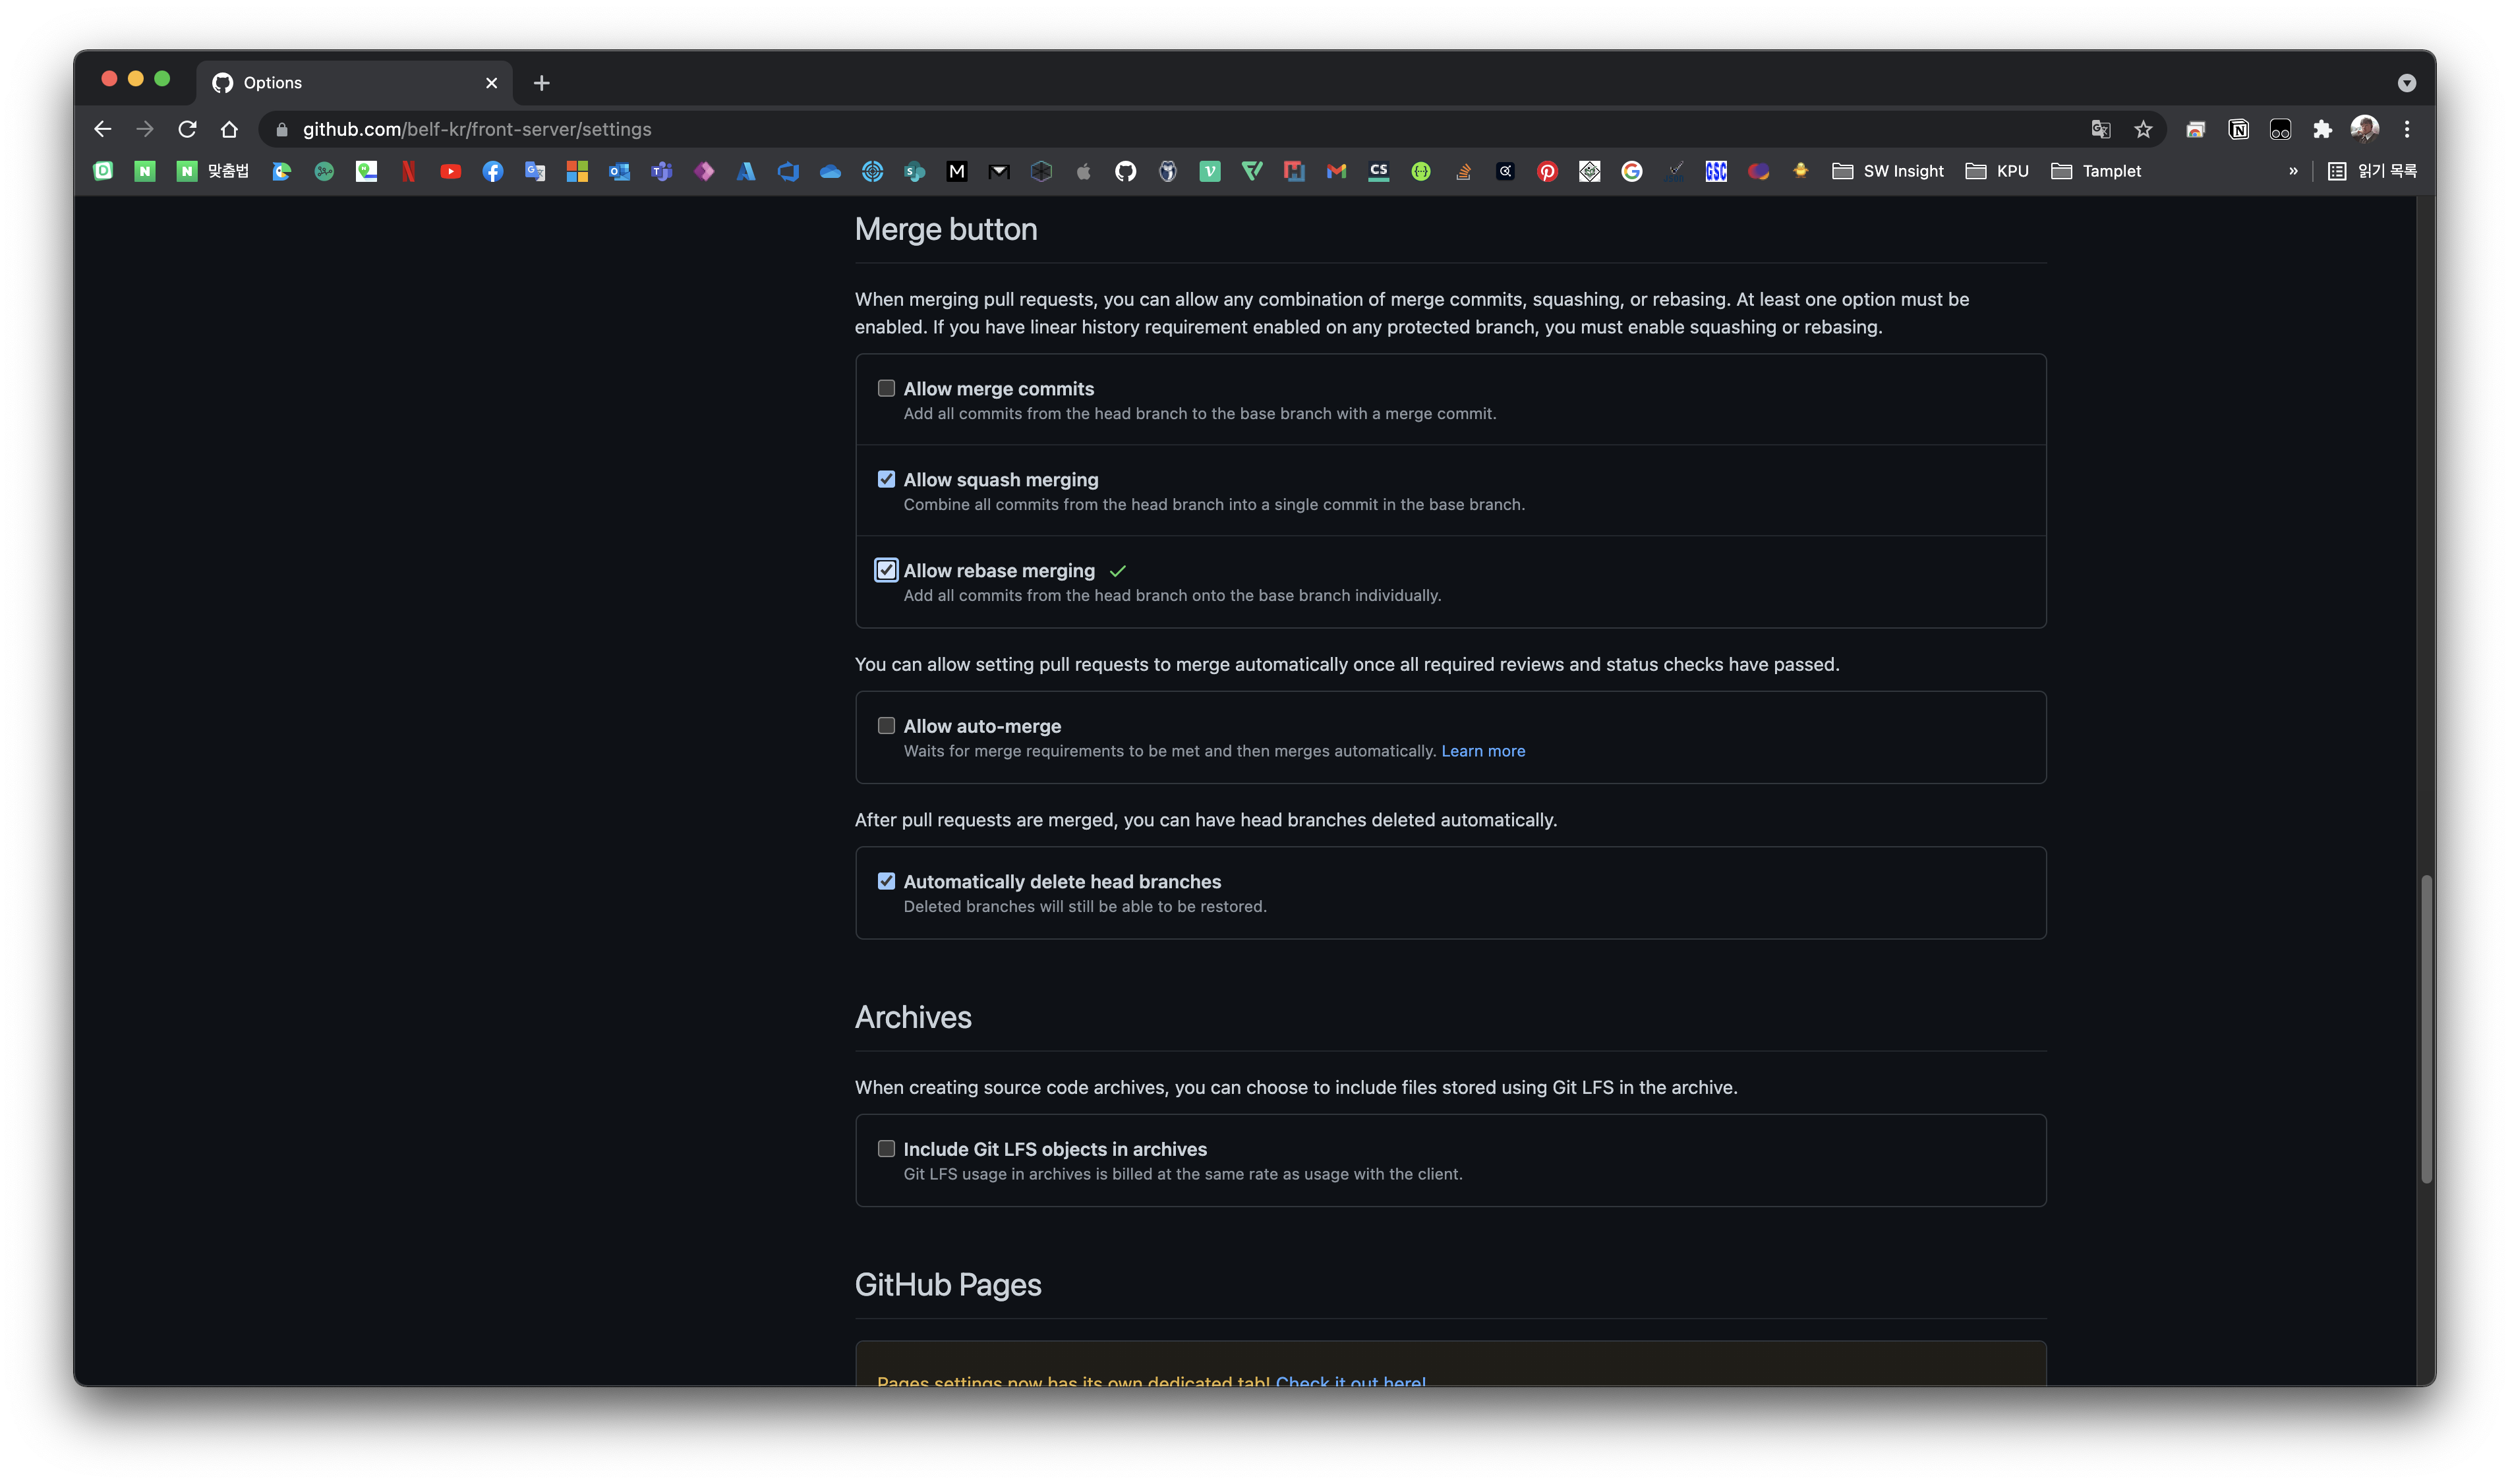 Options
github.com/belf-kr/front-server/settings
맞춤법
SW Insight
KPU
Tamplet
»
읽기 목록
Merge button
When merging pull requests, you can allow any combination of merge commits, squashing, or rebasing. At least one option must be
enabled. If you have linear history requirement enabled on any protected branch, you must enable squashing or rebasing.
Allow merge commits
Add all commits from the head branch to the base branch with a merge commit.
Allow squash merging
Combine all commits from the head branch into a single commit in the base branch.
Allow rebase merging
Add all commits from the head branch onto the base branch individually.
You can allow setting pull requests to merge automatically once all required reviews and status checks have passed.
Allow auto-merge
Waits for merge requirements to be met and then merges automatically. Learn more
After pull requests are merged, you can have head branches deleted automatically.
Automatically delete head branches
Deleted branches will still be able to be restored.
Archives
When creating source code archives, you can choose to include files stored using Git LFS in the archive.
Include Git LFS objects in archives
Git LFS usage in archives is billed at the same rate as usage with the client.
GitHub Pages
Pages settings now has its own dedicated tab! Check it out here!